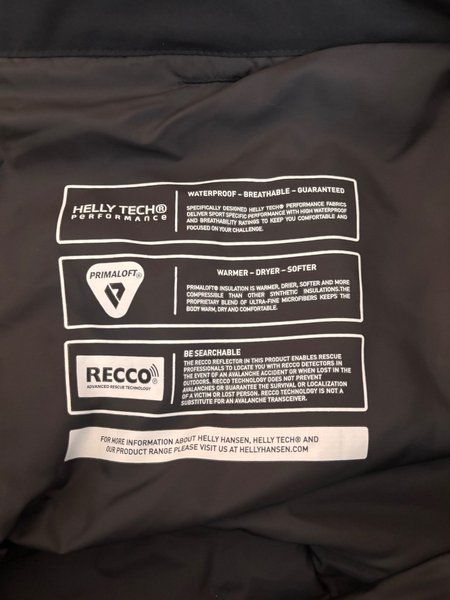 HELLY TECH®
PERFORMANCE
WATERPROOF – BREATHABLE – GUARANTEED
SPECIFICALLY DESIGNED HELLY TECH® PERFORMANCE FABRICS
DELIVER SPORT SPECIFIC PERFORMANCE WITH HIGH WATERPROOF
AND BREATHABILITY RATINGS TO KEEP YOU COMFORTABLE AND
FOCUSED ON YOUR CHALLENGE.
PRIMALOFT®
WARMER – DRYER – SOFTER
PRIMALOFT® INSULATION IS WARMER, DRIER, SOFTER AND MORE
COMPRESSIBLE THAN OTHER SYNTHETIC INSULATIONS.THE
PROPRIETARY BLEND OF ULTRA-FINE MICROFIBERS KEEPS THE
BODY WARM, DRY AND COMFORTABLE.
RECCO®
ADVANCED RESCUE TECHNOLOGY
BE SEARCHABLE
THE RECCO REFLECTOR IN THIS PRODUCT ENABLES RESCUE
PROFESSIONALS TO LOCATE YOU WITH RECCO DETECTORS IN
THE EVENT OF AN AVALANCHE ACCIDENT OR WHEN LOST IN THE
OUTDOORS. RECCO TECHNOLOGY DOES NOT PREVENT
AVALANCHES OR GUARANTEE THE SURVIVAL OR LOCALIZATION
OF A VICTIM OR LOST PERSON. RECCO TECHNOLOGY IS NOT A
SUBSTITUTE FOR AN AVALANCHE TRANSCEIVER.
FOR MORE INFORMATION ABOUT HELLY HANSEN, HELLY TECH® AND
OUR PRODUCT RANGE PLEASE VISIT US AT HELLYHANSEN.COM